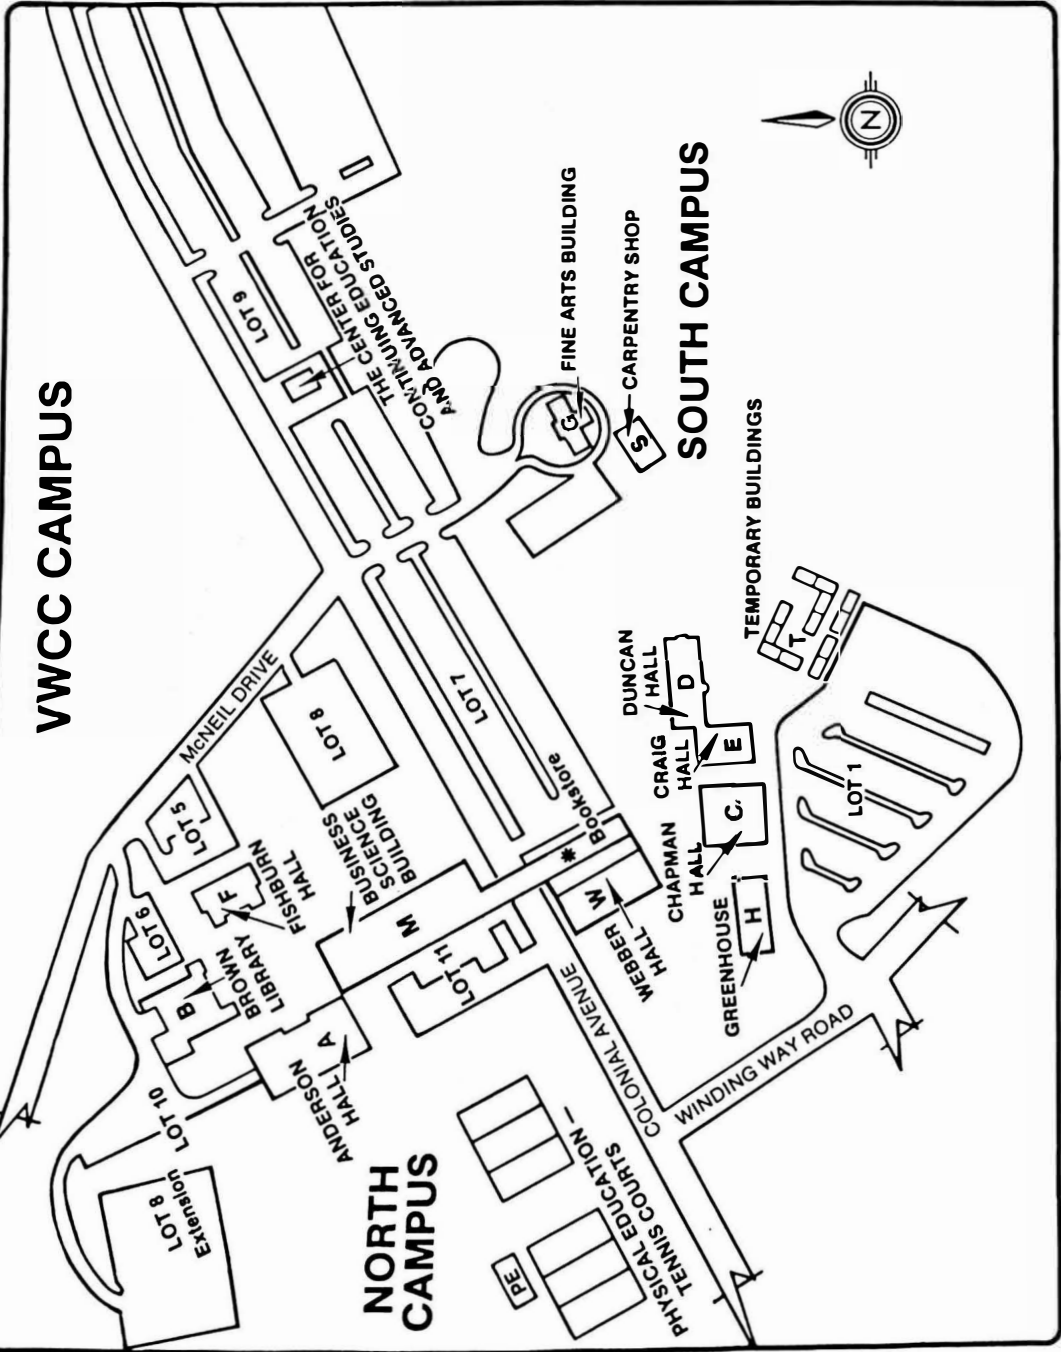 VWCC CAMPUS
N
McNEIL DRIVE
LOT 9
THE CENTER FOR
CONTINUING EDUCATION
AND ADVANCED STUDIES
FINE ARTS BUILDING
G
CARPENTRY SHOP
S
SOUTH CAMPUS
LOT 8
LOT 7
LOT 5
LOT 6
F
FISHBURN
HALL
B
BROWN
LIBRARY
BUSINESS
SCIENCE
BUILDING
M
Bookstore
*
W
WEBBER
HALL
LOT 11
A
ANDERSON
HALL
LOT 10
LOT 8
Extension
NORTH
CAMPUS
DUNCAN
HALL
D
CRAIG
HALL
E
CHAPMAN
HALL
C
GREENHOUSE
H
TEMPORARY BUILDINGS
T
LOT 1
COLONIAL AVENUE
WINDING WAY ROAD
PHYSICAL EDUCATION –
TENNIS COURTS
PE